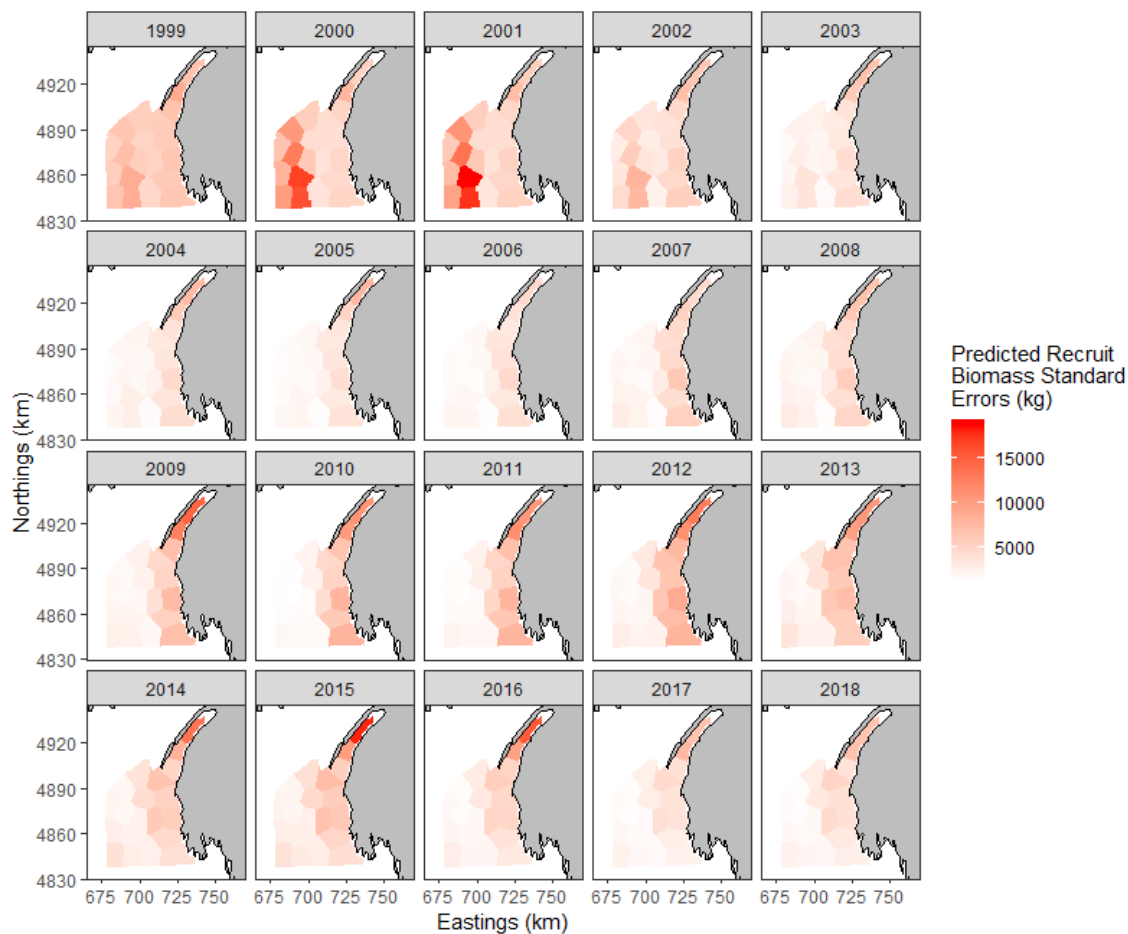 1999 2000 2001 2002 2003
4920
4890
4860
4830
2004 2005 2006 2007 2008
4920
4890
4860
4830
2009 2010 2011 2012 2013
4920
4890
4860
4830
2014 2015 2016 2017 2018
4920
4890
4860
4830
675 700 725 750 675 700 725 750 675 700 725 750 675 700 725 750 675 700 725 750
Eastings (km)
Northings (km)
Predicted Recruit
Biomass Standard
Errors (kg)
15000
10000
5000